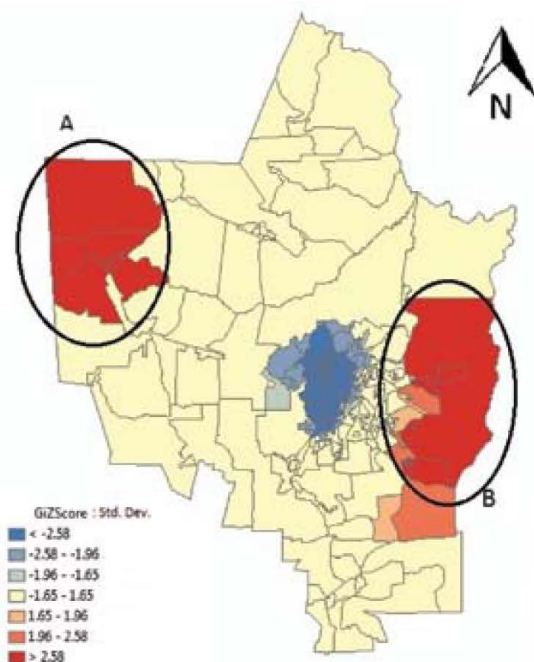 A
N
B
GiZScore : Std. Dev.
< -2.58
-2.58 - -1.96
-1.96 - -1.65
-1.65 - 1.65
1.65 - 1.96
1.96 - 2.58
> 2.58